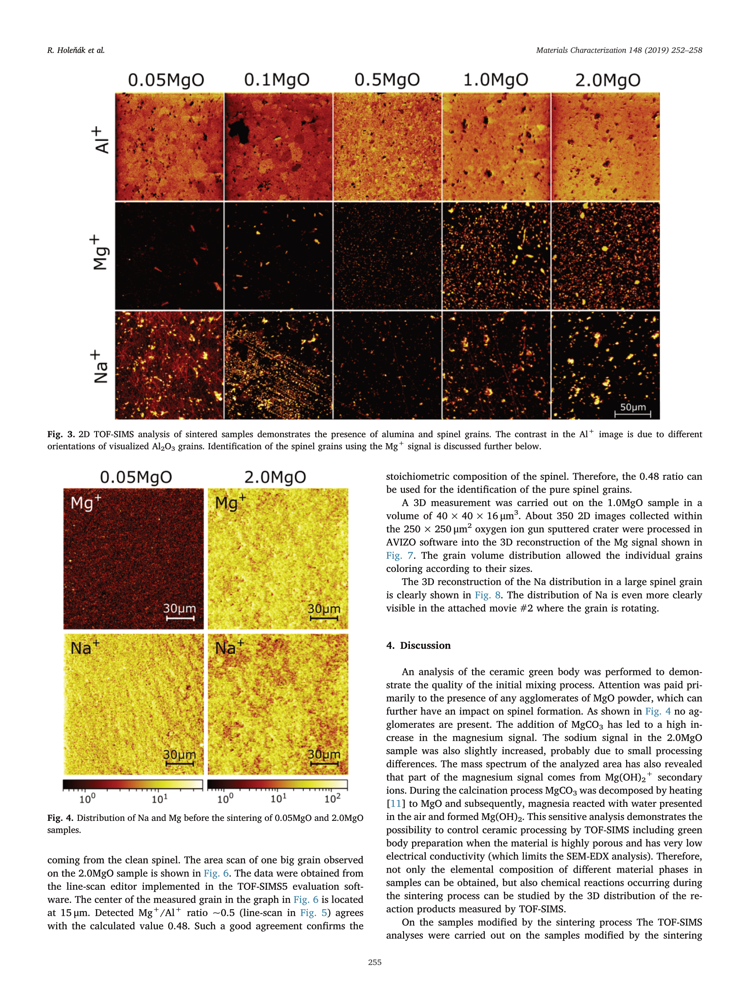 R. Holeňák et al.
Materials Characterization 148 (2019) 252–258
0.05MgO 0.1MgO 0.5MgO 1.0MgO 2.0MgO
Al+
Mg+
Na+
50μm
Fig. 3. 2D TOF-SIMS analysis of sintered samples demonstrates the presence of alumina and spinel grains. The contrast in the Al+ image is due to different
orientations of visualized Al2O3 grains. Identification of the spinel grains using the Mg+ signal is discussed further below.
0.05MgO 2.0MgO
Mg+ Mg+
30μm 30μm
Na+ Na+
30μm 30μm
10^0 10^1 10^0 10^1 10^2
Fig. 4. Distribution of Na and Mg before the sintering of 0.05MgO and 2.0MgO
samples.
coming from the clean spinel. The area scan of one big grain observed
on the 2.0MgO sample is shown in Fig. 6. The data were obtained from
the line-scan editor implemented in the TOF-SIMS5 evaluation soft-
ware. The center of the measured grain in the graph in Fig. 6 is located
at 15 μm. Detected Mg+/Al+ ratio ~0.5 (line-scan in Fig. 5) agrees
with the calculated value 0.48. Such a good agreement confirms the
stoichiometric composition of the spinel. Therefore, the 0.48 ratio can
be used for the identification of the pure spinel grains.
A 3D measurement was carried out on the 1.0MgO sample in a
volume of 40 × 40 × 16 μm3. About 350 2D images collected within
the 250 × 250 μm2 oxygen ion gun sputtered crater were processed in
AVIZO software into the 3D reconstruction of the Mg signal shown in
Fig. 7. The grain volume distribution allowed the individual grains
coloring according to their sizes.
The 3D reconstruction of the Na distribution in a large spinel grain
is clearly shown in Fig. 8. The distribution of Na is even more clearly
visible in the attached movie #2 where the grain is rotating.
4. Discussion
An analysis of the ceramic green body was performed to demon-
strate the quality of the initial mixing process. Attention was paid pri-
marily to the presence of any agglomerates of MgO powder, which can
further have an impact on spinel formation. As shown in Fig. 4 no ag-
glomerates are present. The addition of MgCO3 has led to a high in-
crease in the magnesium signal. The sodium signal in the 2.0MgO
sample was also slightly increased, probably due to small processing
differences. The mass spectrum of the analyzed area has also revealed
that part of the magnesium signal comes from Mg(OH)2+ secondary
ions. During the calcination process MgCO3 was decomposed by heating
[11] to MgO and subsequently, magnesia reacted with water presented
in the air and formed Mg(OH)2. This sensitive analysis demonstrates the
possibility to control ceramic processing by TOF-SIMS including green
body preparation when the material is highly porous and has very low
electrical conductivity (which limits the SEM-EDX analysis). Therefore,
not only the elemental composition of different material phases in
samples can be obtained, but also chemical reactions occurring during
the sintering process can be studied by the 3D distribution of the re-
action products measured by TOF-SIMS.
On the samples modified by the sintering process The TOF-SIMS
analyses were carried out on the samples modified by the sintering
255